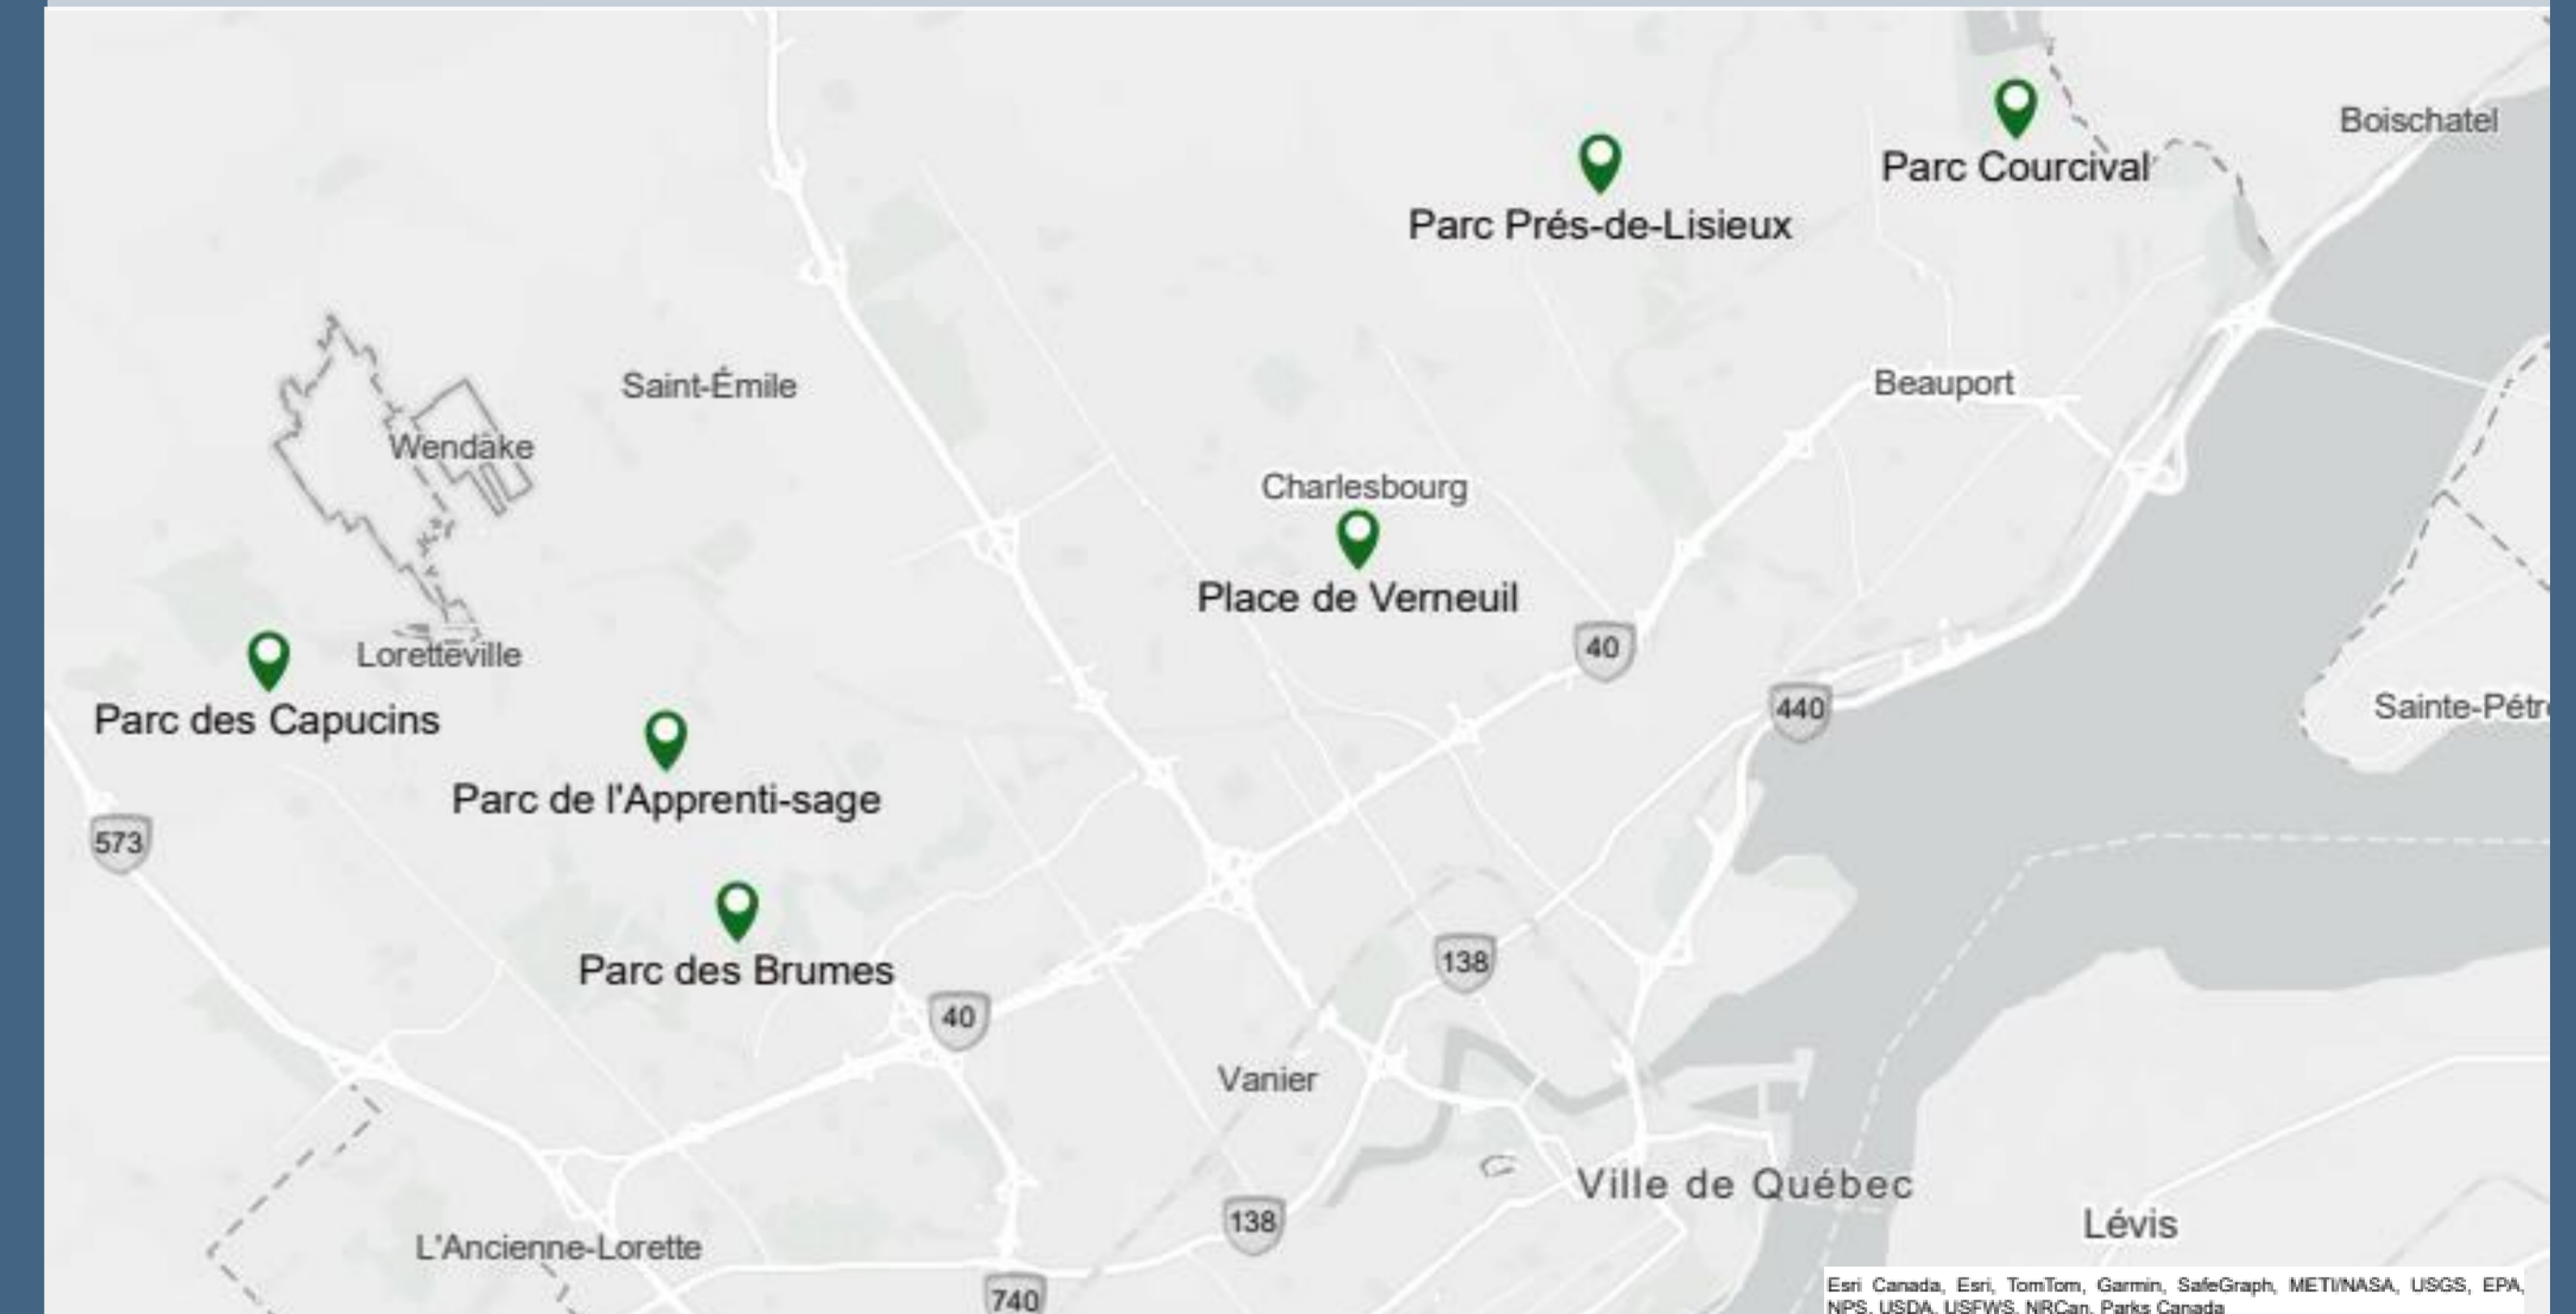 Boischatel
Parc Courcival
Parc Prés-de-Lisieux
Saint-Émile
Beauport
Wendake
Charlesbourg
Place de Verneuil
40
Loretteville
Parc des Capucins
440
Sainte-Pétr
Parc de l'Apprenti-sage
573
Parc des Brumes
138
40
Vanier
Ville de Québec
138
Lévis
L'Ancienne-Lorette
740
Esri Canada, Esri, TomTom, Garmin, SafeGraph, METI/NASA, USGS, EPA,
NPS, USDA, USFWS, NRCan, Parks Canada